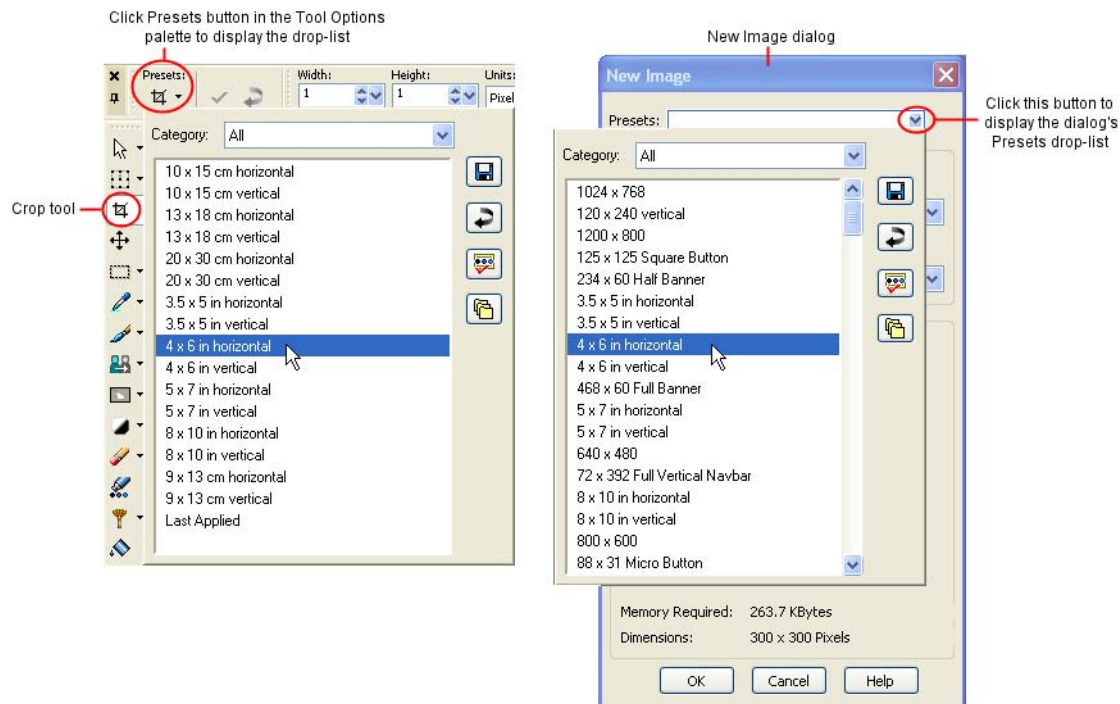 Click Presets button in the Tool Options
palette to display the drop-list
Presets:
Width:
Height:
Units:
1
1
Pixel
Category:
All
10 x 15 cm horizontal
10 x 15 cm vertical
13 x 18 cm horizontal
13 x 18 cm vertical
20 x 30 cm horizontal
20 x 30 cm vertical
3.5 x 5 in horizontal
3.5 x 5 in vertical
4 x 6 in horizontal
4 x 6 in vertical
5 x 7 in horizontal
5 x 7 in vertical
8 x 10 in horizontal
8 x 10 in vertical
9 x 13 cm horizontal
9 x 13 cm vertical
Last Applied
Crop tool
New Image dialog
New Image
Presets:
Click this button to
display the dialog's
Presets drop-list
Category:
All
1024 x 768
120 x 240 vertical
1200 x 800
125 x 125 Square Button
234 x 60 Half Banner
3.5 x 5 in horizontal
3.5 x 5 in vertical
4 x 6 in horizontal
4 x 6 in vertical
468 x 60 Full Banner
5 x 7 in horizontal
5 x 7 in vertical
640 x 480
72 x 392 Full Vertical Navbar
8 x 10 in horizontal
8 x 10 in vertical
800 x 600
88 x 31 Micro Button
Memory Required: 263.7 KBytes
Dimensions: 300 x 300 Pixels
OK
Cancel
Help